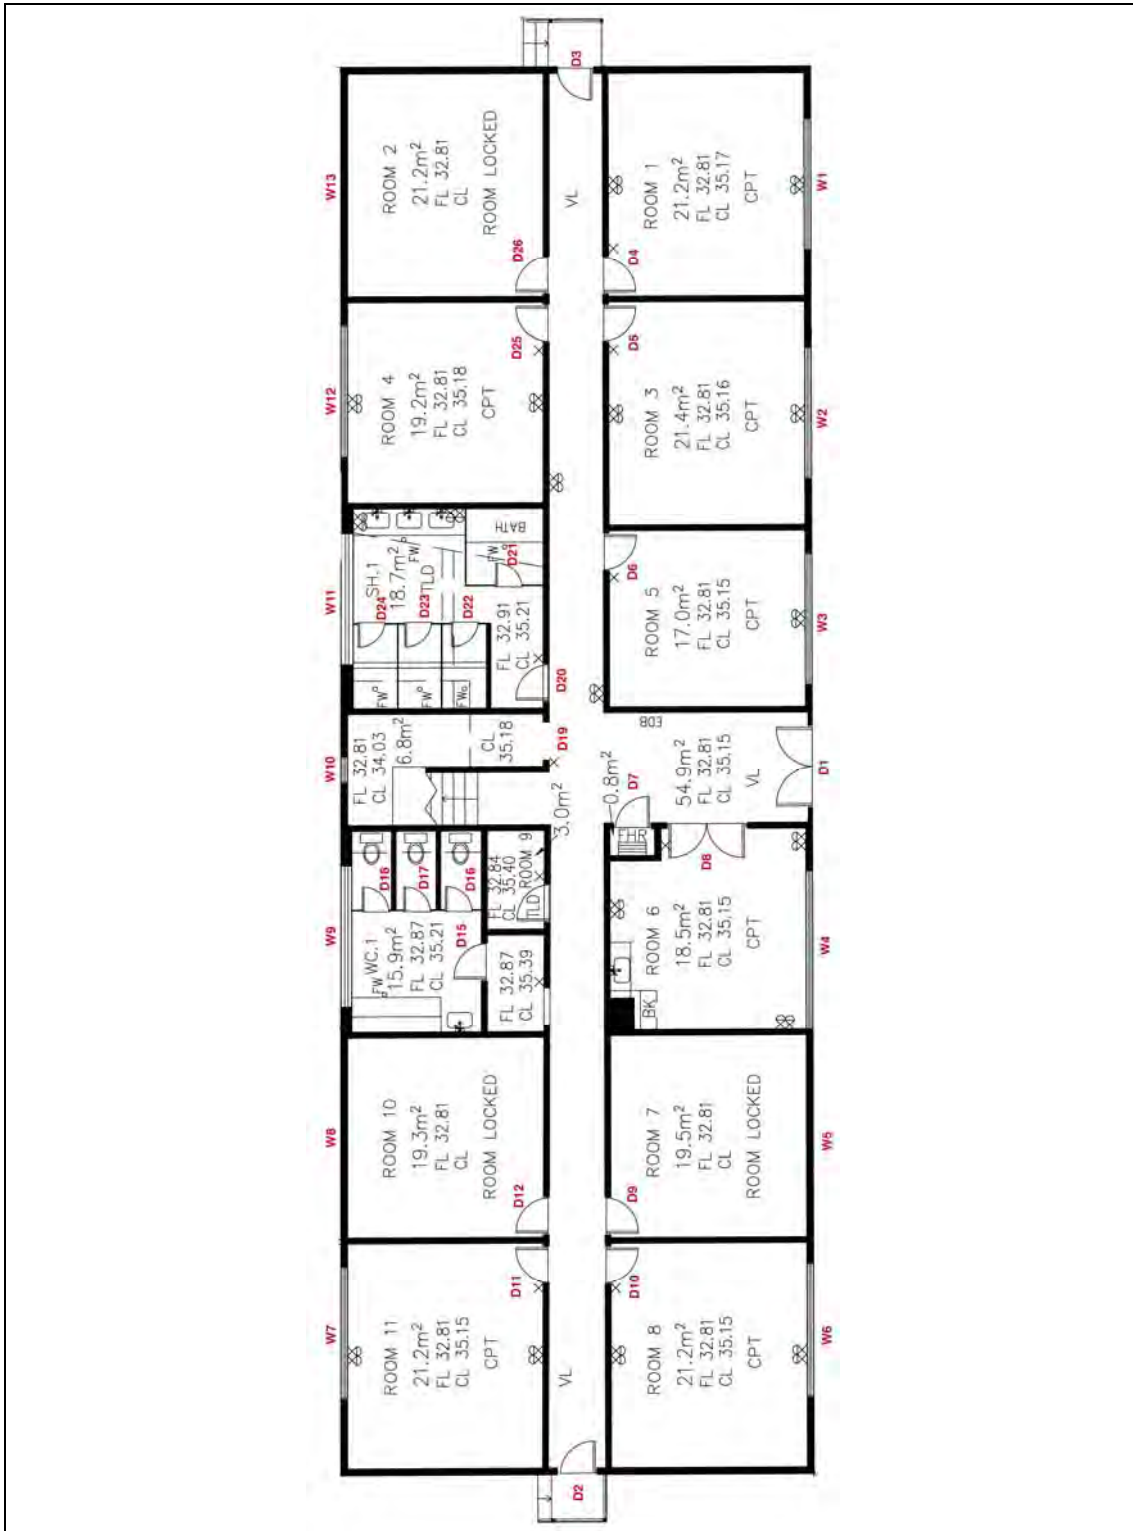 D3
W13
ROOM 2
21.2m²
FL 32.81
CL
ROOM LOCKED
D26
VL
ROOM 1
21.2m²
FL 32.81
CL 35.17
CPT
D4
W1
W12
ROOM 4
19.2m²
FL 32.81
CL 35.18
CPT
D25
D5
ROOM 3
21.4m²
FL 32.81
CL 35.16
CPT
W2
W11
SH.1
18.7m²
TLD
FW
BATH
FW
D21
D24
D23
D22
FW
FW
FW
FL 32.91
CL 35.21
D20
D6
ROOM 5
17.0m²
FL 32.81
CL 35.15
CPT
W3
W10
FL 32.81
CL 34.03
6.8m²
CL
35.18
D19
EDB
D7
0.8m²
54.9m²
FL 32.81
CL 35.15
VL
D1
3.0m²
FHR
D8
W9
D18
D17
D16
ROOM 9
FL 32.84
CL 35.40
TLD
D15
WC.1
15.9m²
FL 32.87
CL 35.21
FW
FL 32.87
CL 35.39
ROOM 6
18.5m²
FL 32.81
CL 35.15
CPT
BK
W4
W8
ROOM 10
19.3m²
FL 32.81
CL
ROOM LOCKED
D12
D9
ROOM 7
19.5m²
FL 32.81
CL
ROOM LOCKED
W5
W7
ROOM 11
21.2m²
FL 32.81
CL 35.15
CPT
D11
VL
D10
ROOM 8
21.2m²
FL 32.81
CL 35.15
CPT
W6
D2